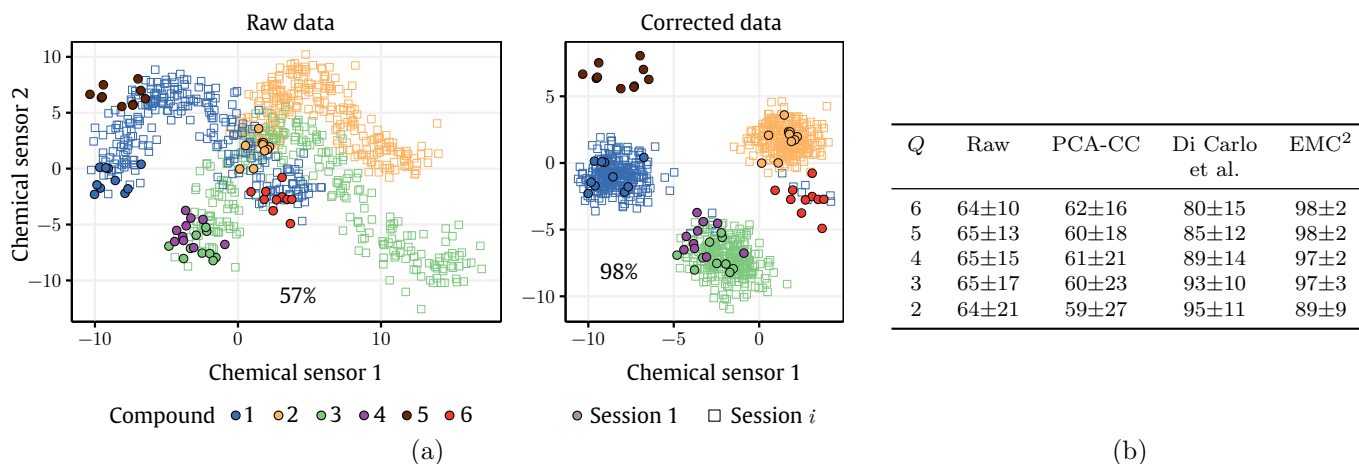 Raw data
Corrected data
Chemical sensor 2
10
5
0
−5
−10
57%
−10
0
10
Chemical sensor 1
5
0
−5
−10
98%
−10
−5
0
Chemical sensor 1
Compound 1 2 3 4 5 6
Session 1 Session i
(a)
Q Raw PCA-CC Di Carlo et al. EMC²
6 64±10 62±16 80±15 98±2
5 65±13 60±18 85±12 98±2
4 65±15 61±21 89±14 97±2
3 65±17 60±23 93±10 97±3
2 64±21 59±27 95±11 89±9
(b)